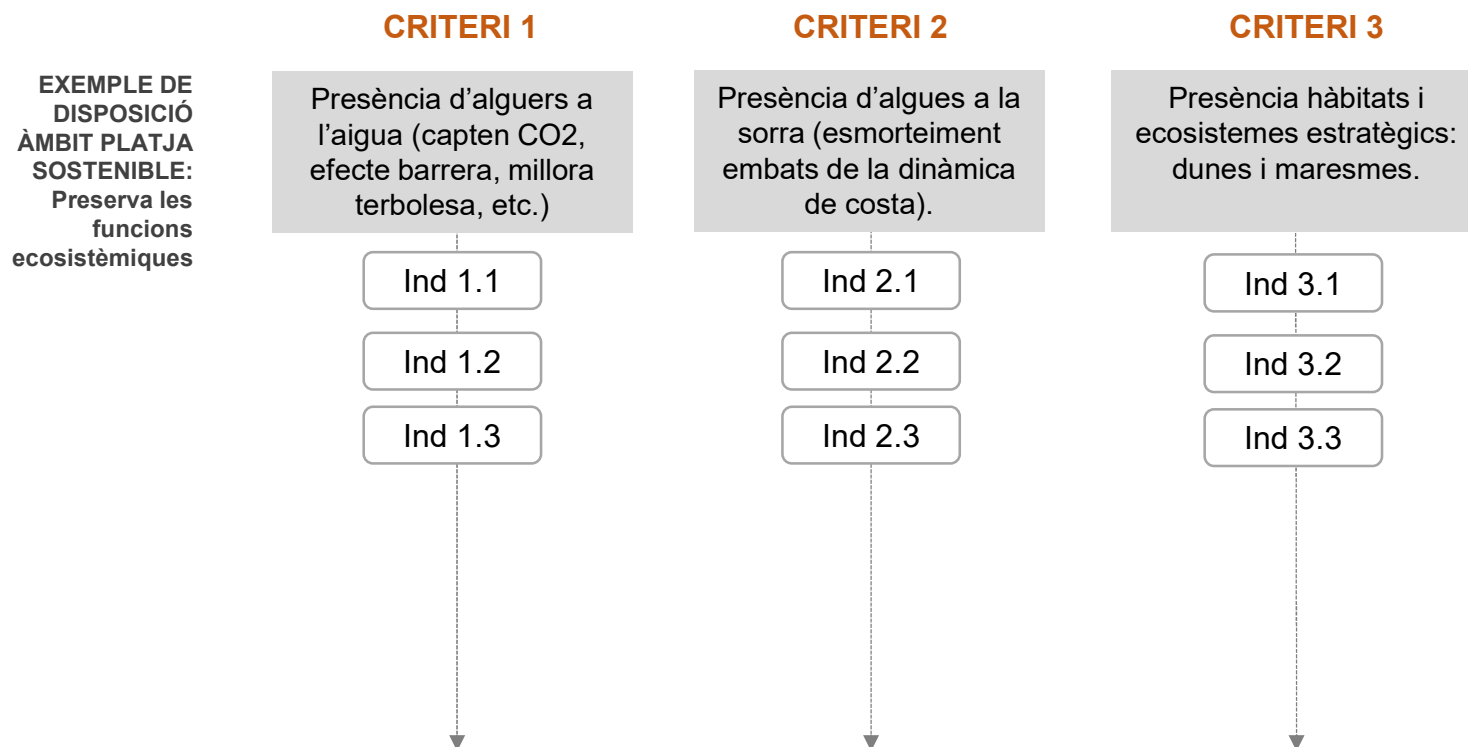 CRITERI 1
CRITERI 2
CRITERI 3
EXEMPLE DE
DISPOSICIÓ
ÀMBIT PLATJA
SOSTENIBLE:
Preserva les
funcions
ecosistèmiques
Presència d’alguers a
l’aigua (capten CO2,
efecte barrera, millora
terbolesa, etc.)
Ind 1.1
Ind 1.2
Ind 1.3
Presència d’algues a la
sorra (esmorteiment
embats de la dinàmica
de costa).
Ind 2.1
Ind 2.2
Ind 2.3
Presència hàbitats i
ecosistemes estratègics:
dunes i maresmes.
Ind 3.1
Ind 3.2
Ind 3.3